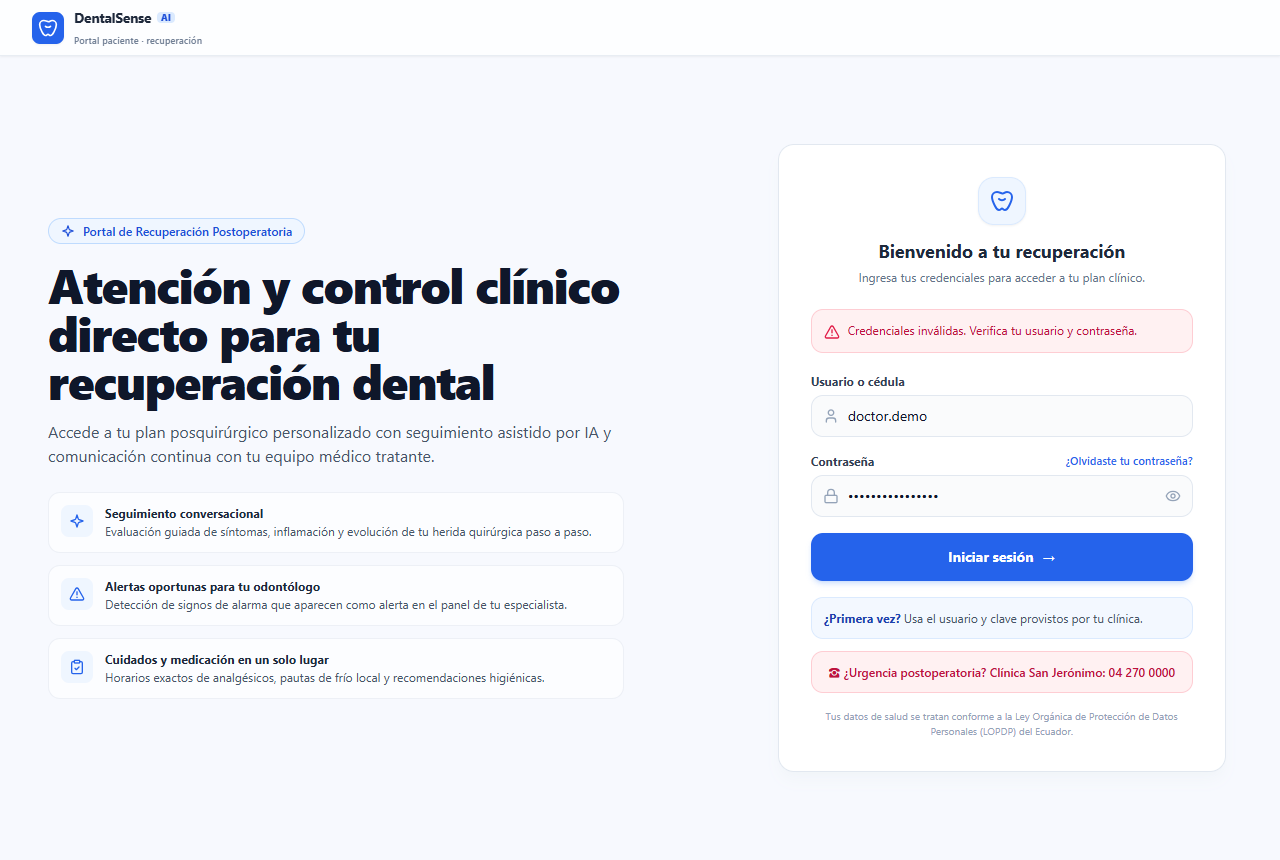 DentalSense AI
Portal paciente · recuperación
Portal de Recuperación Postoperatoria
Atención y control clínico
directo para tu
recuperación dental
Accede a tu plan posquirúrgico personalizado con seguimiento asistido por IA y
comunicación continua con tu equipo médico tratante.
Seguimiento conversacional
Evaluación guiada de síntomas, inflamación y evolución de tu herida quirúrgica paso a paso.
Alertas oportunas para tu odontólogo
Detección de signos de alarma que aparecen como alerta en el panel de tu especialista.
Cuidados y medicación en un solo lugar
Horarios exactos de analgésicos, pautas de frío local y recomendaciones higiénicas.
Bienvenido a tu recuperación
Ingresa tus credenciales para acceder a tu plan clínico.
Credenciales inválidas. Verifica tu usuario y contraseña.
Usuario o cédula
doctor.demo
Contraseña ¿Olvidaste tu contraseña?
••••••••••••••••
Iniciar sesión →
¿Primera vez? Usa el usuario y clave provistos por tu clínica.
☎ ¿Urgencia postoperatoria? Clínica San Jerónimo: 04 270 0000
Tus datos de salud se tratan conforme a la Ley Orgánica de Protección de Datos
Personales (LOPDP) del Ecuador.